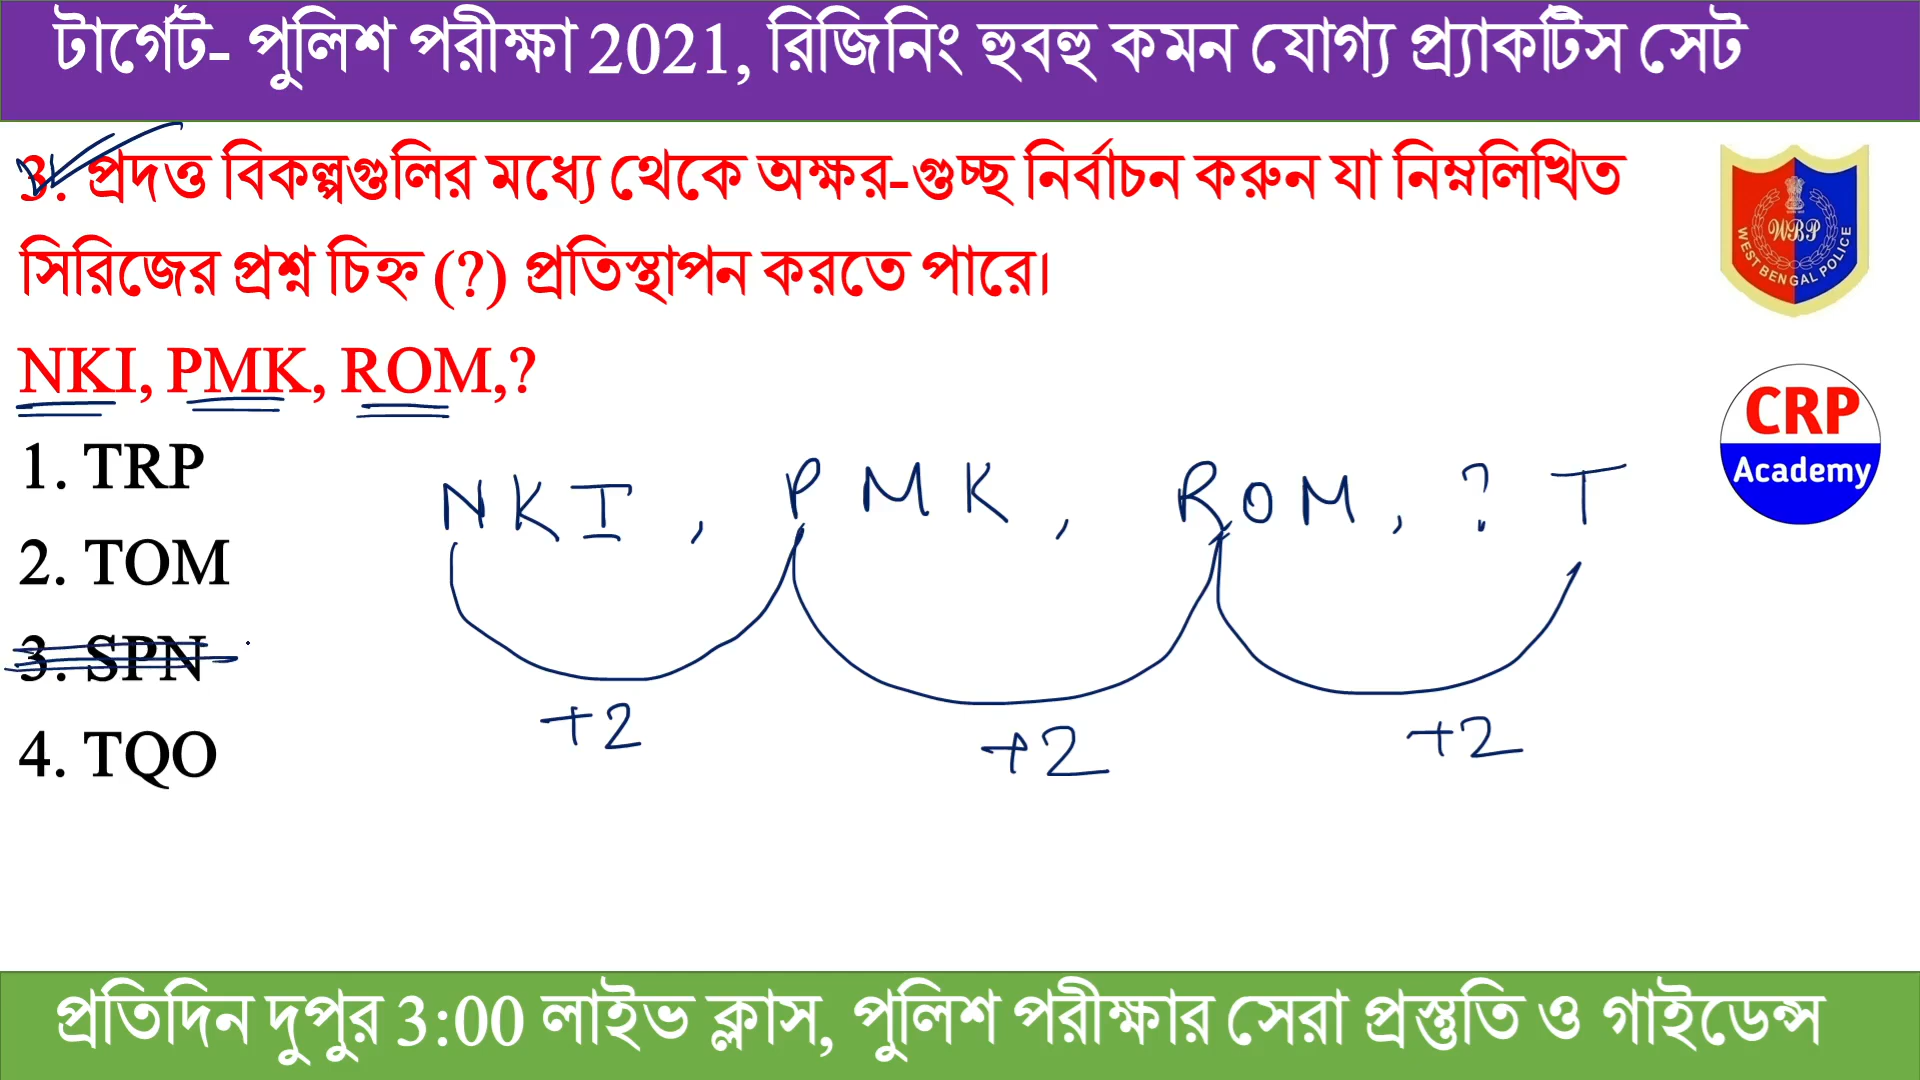 টার্গেট- পুলিশ পরীক্ষা 2021, রিজিনিং হুবহু কমন যোগ্য প্র্যাকটিস সেট
3. প্রদত্ত বিকল্পগুলির মধ্যে থেকে অক্ষর-গুচ্ছ নির্বাচন করুন যা নিম্নলিখিত
সিরিজের প্রশ্ন চিহ্ন (?) প্রতিস্থাপন করতে পারে।
NKI, PMK, ROM,?
1. TRP
2. TOM
3. SPN
4. TQO
NKI, PMK, ROM, ? T
+2 +2 +2
WBP
WEST BENGAL POLICE
CRP
Academy
প্রতিদিন দুপুর 3:00 লাইভ ক্লাস, পুলিশ পরীক্ষার সেরা প্রস্তুতি ও গাইডেন্স